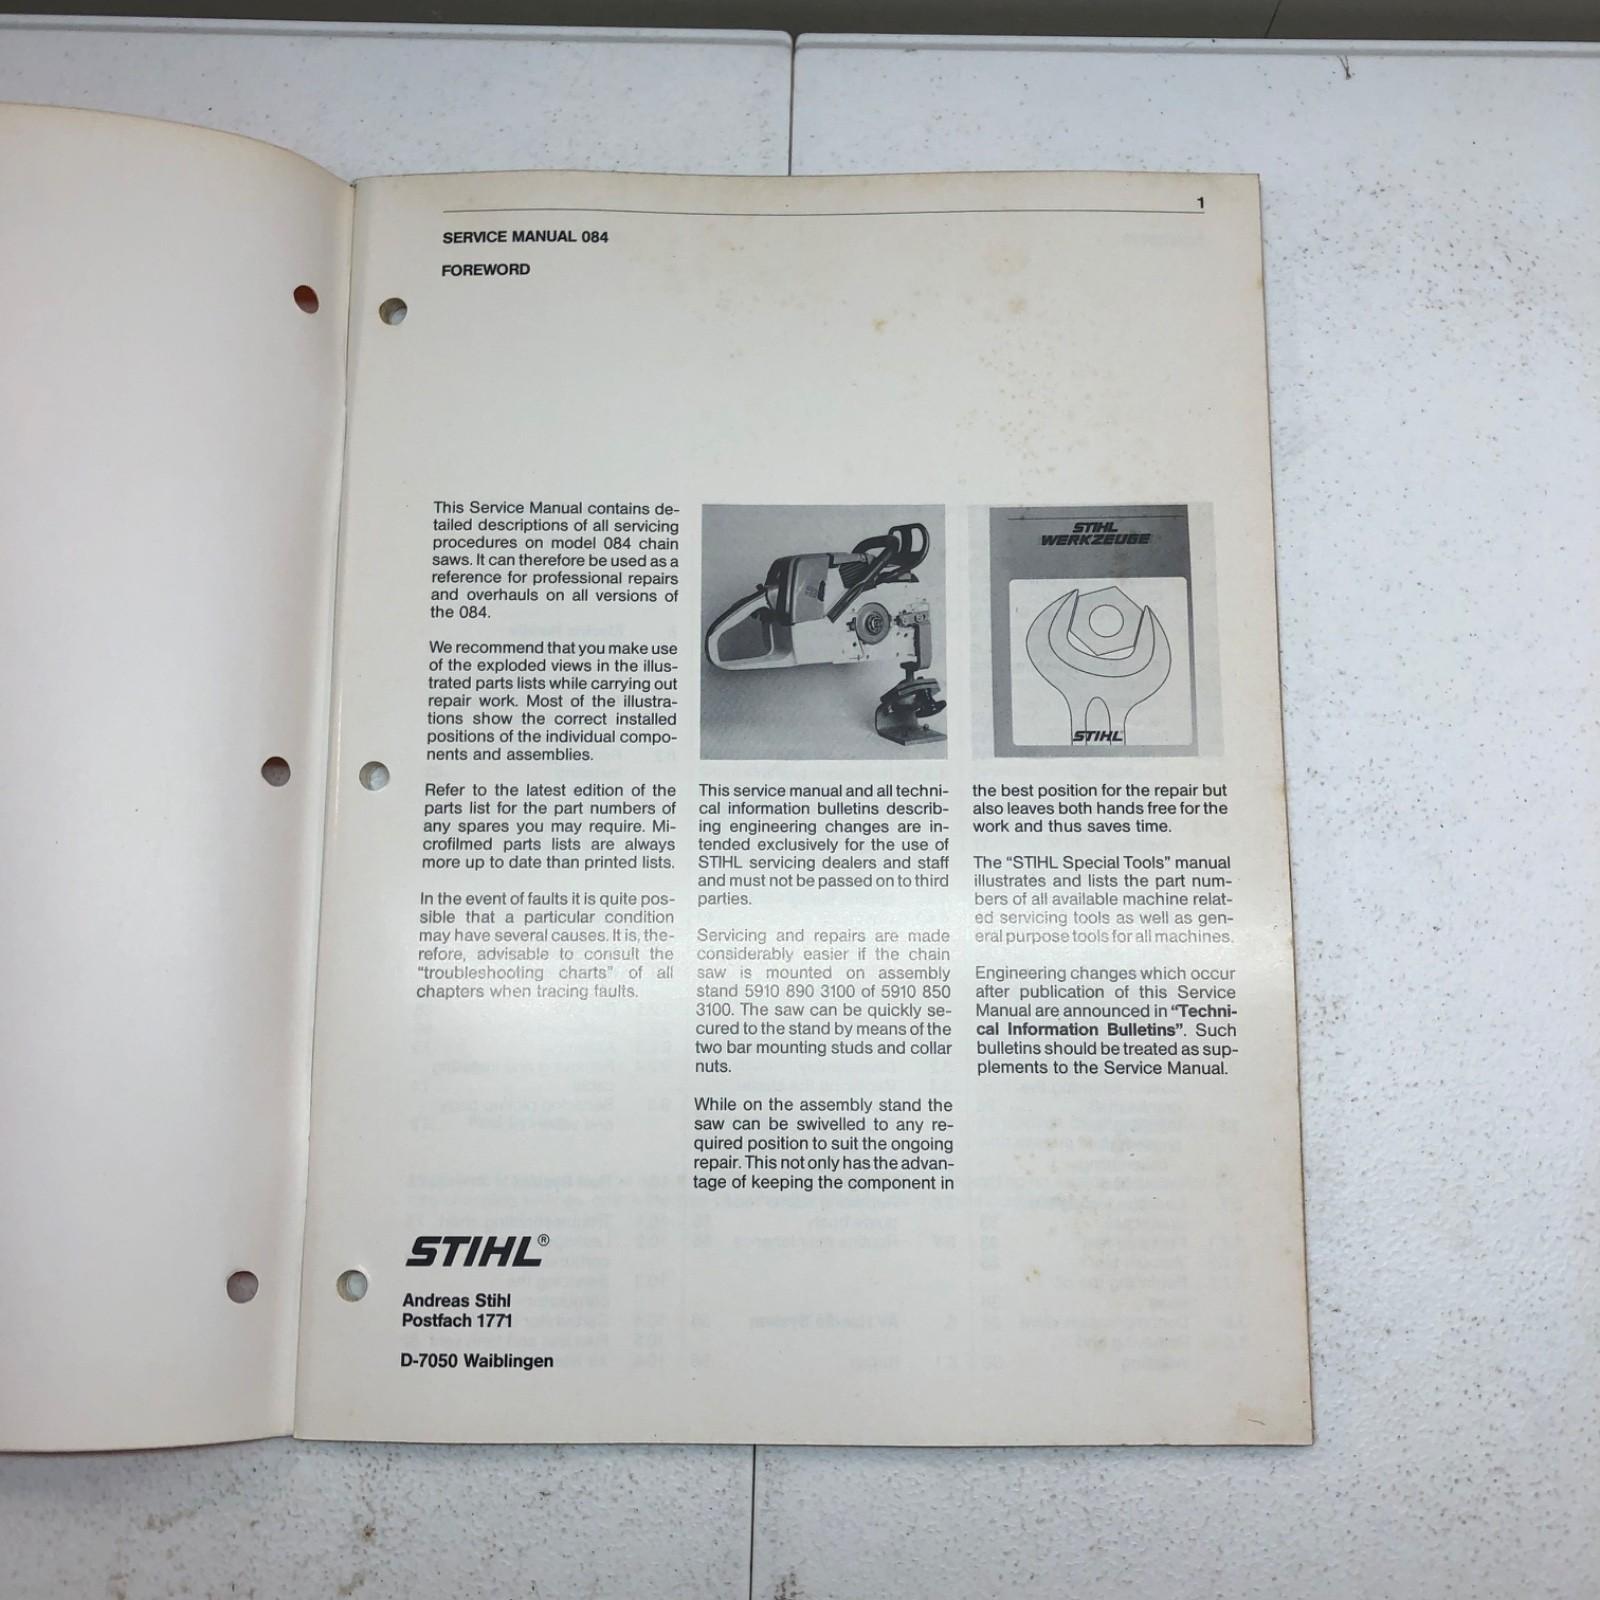 1
SERVICE MANUAL 084
FOREWORD
This Service Manual contains de-
tailed descriptions of all servicing
procedures on model 084 chain
saws. It can therefore be used as a
reference for professional repairs
and overhauls on all versions of
the 084.
We recommend that you make use
of the exploded views in the illus-
trated parts lists while carrying out
repair work. Most of the illustra-
tions show the correct installed
positions of the individual compo-
nents and assemblies.
Refer to the latest edition of the
parts list for the part numbers of
any spares you may require. Mi-
crofilmed parts lists are always
more up to date than printed lists.
In the event of faults it is quite pos-
sible that a particular condition
may have several causes. It is, the-
refore, advisable to consult the
"troubleshooting charts" of all
chapters when tracing faults.
This service manual and all techni-
cal information bulletins describ-
ing engineering changes are in-
tended exclusively for the use of
STIHL servicing dealers and staff
and must not be passed on to third
parties.
Servicing and repairs are made
considerably easier if the chain
saw is mounted on assembly
stand 5910 890 3100 of 5910 850
3100. The saw can be quickly se-
cured to the stand by means of the
two bar mounting studs and collar
nuts.
While on the assembly stand the
saw can be swivelled to any re-
quired position to suit the ongoing
repair. This not only has the advan-
tage of keeping the component in
STIHL
WERKZEUGE
STIHL
the best position for the repair but
also leaves both hands free for the
work and thus saves time.
The “STIHL Special Tools” manual
illustrates and lists the part num-
bers of all available machine relat-
ed servicing tools as well as gen-
eral purpose tools for all machines.
Engineering changes which occur
after publication of this Service
Manual are announced in “Techni-
cal Information Bulletins”. Such
bulletins should be treated as sup-
plements to the Service Manual.
STIHL®
Andreas Stihl
Postfach 1771
D-7050 Waiblingen